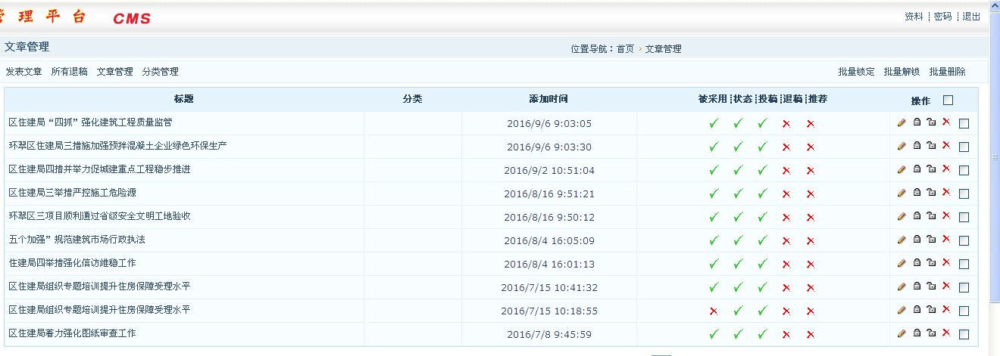 管理平台 CMS
资料 ┊ 密码 ┊ 退出
文章管理
位置导航：首页 › 文章管理
发表文章 所有退稿 文章管理 分类管理
批量锁定 批量解锁 批量删除
标题 分类 添加时间 被采用┊状态┊投稿┊退稿┊推荐 操作
区住建局“四抓”强化建筑工程质量监管 2016/9/6 9:03:05
环翠区住建局三措施加强预拌混凝土企业绿色环保生产 2016/9/6 9:03:30
区住建局四措并举力促城建重点工程稳步推进 2016/9/2 10:51:04
区住建局三举措严控施工危险源 2016/8/16 9:51:21
环翠区三项目顺利通过省级安全文明工地验收 2016/8/16 9:50:12
五个加强”规范建筑市场行政执法 2016/8/4 16:05:09
住建局四举措强化信访维稳工作 2016/8/4 16:01:13
区住建局组织专题培训提升住房保障受理水平 2016/7/15 10:41:32
区住建局组织专题培训提升住房保障受理水平 2016/7/15 10:18:55
区住建局着力强化图纸审查工作 2016/7/8 9:45:59